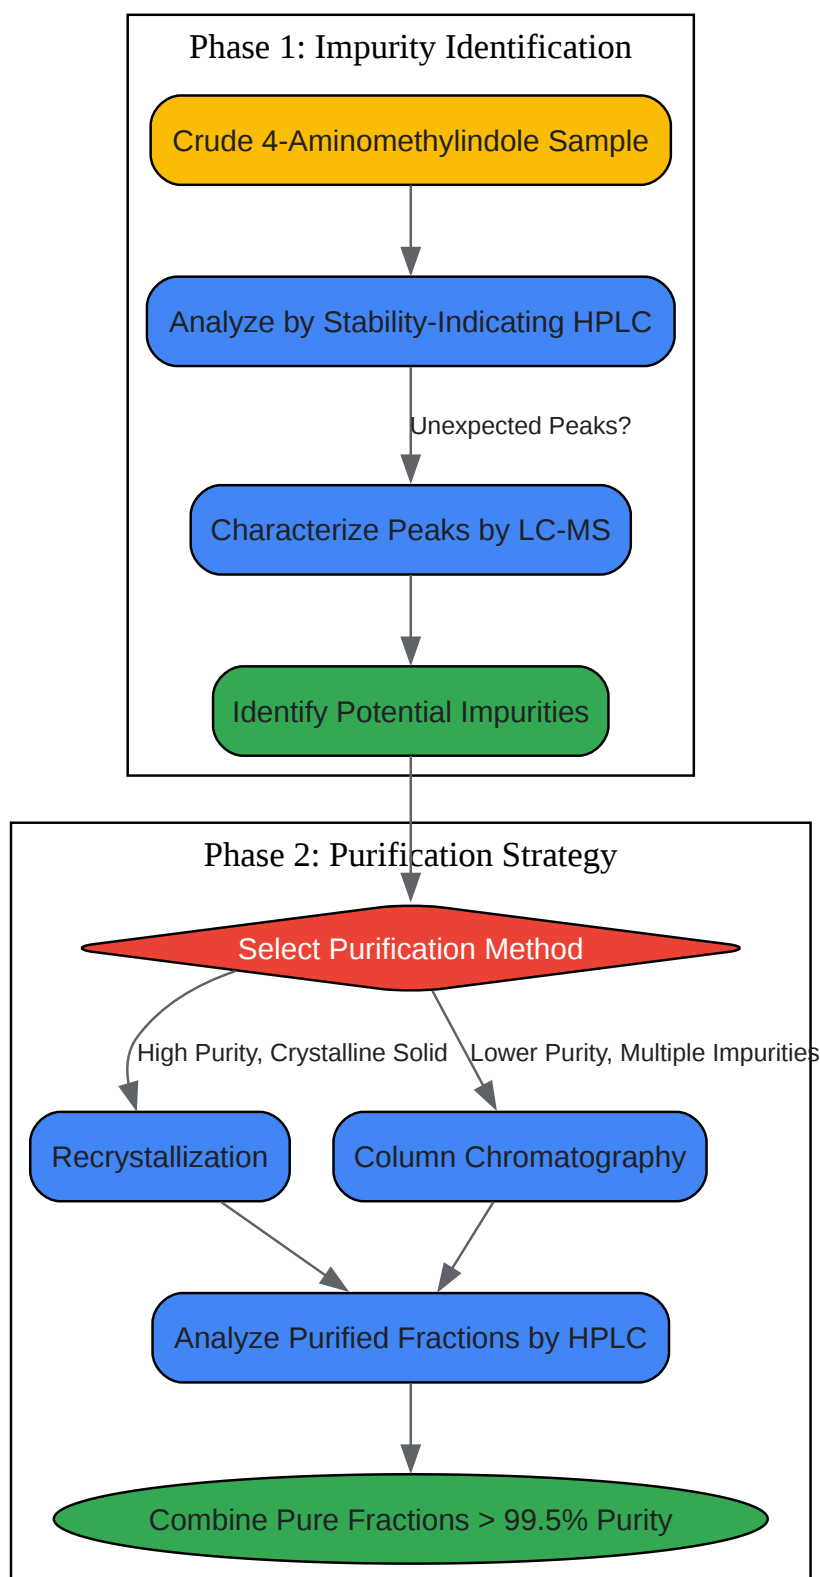 Phase 1: Impurity Identification
Crude 4-Aminomethylindole Sample
Analyze by Stability-Indicating HPLC
Unexpected Peaks?
Characterize Peaks by LC-MS
Identify Potential Impurities
Phase 2: Purification Strategy
Select Purification Method
High Purity, Crystalline Solid
Lower Purity, Multiple Impurities
Recrystallization
Column Chromatography
Analyze Purified Fractions by HPLC
Combine Pure Fractions > 99.5% Purity